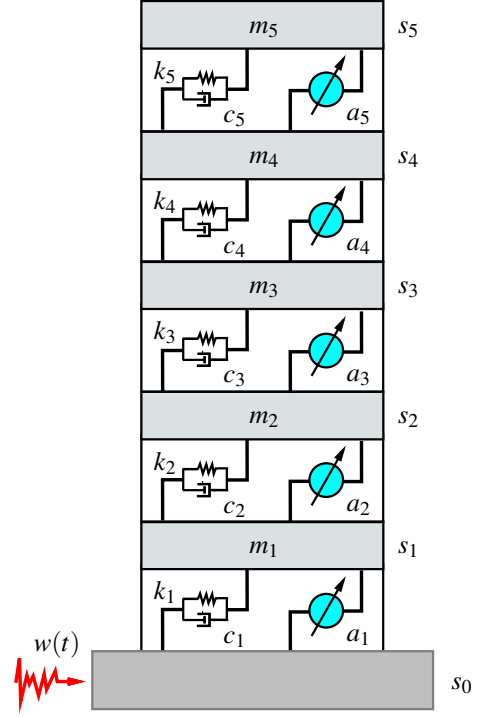 m₅ s₅
k₅
c₅ a₅
m₄ s₄
k₄
c₄ a₄
m₃ s₃
k₃
c₃ a₃
m₂ s₂
k₂
c₂ a₂
m₁ s₁
k₁
c₁ a₁
w(t)
s₀